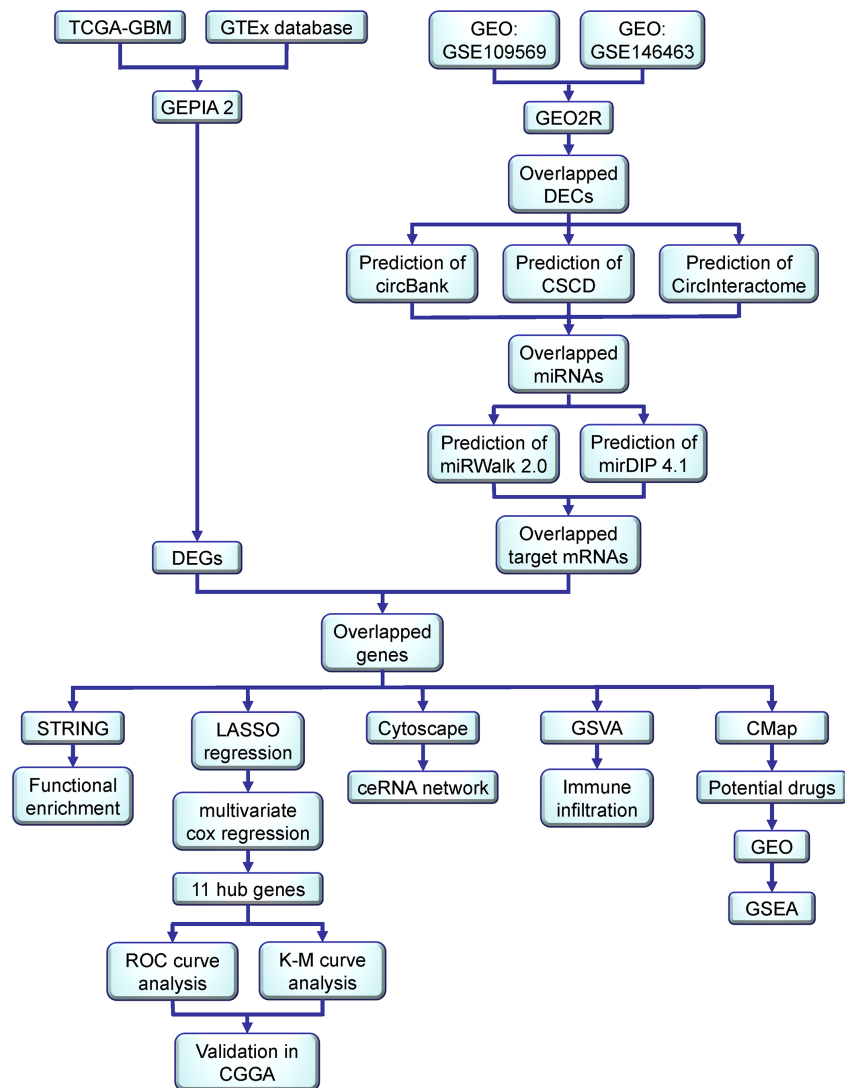 TCGA-GBM
GTEx database
GEO:
GSE109569
GEO:
GSE146463
GEPIA 2
GEO2R
Overlapped
DECs
Prediction of
circBank
Prediction of
CSCD
Prediction of
CircInteractome
Overlapped
miRNAs
Prediction of
miRWalk 2.0
Prediction of
mirDIP 4.1
DEGs
Overlapped
target mRNAs
Overlapped
genes
STRING
Functional
enrichment
LASSO
regression
multivariate
cox regression
11 hub genes
ROC curve
analysis
K-M curve
analysis
Validation in
CGGA
Cytoscape
ceRNA network
GSVA
Immune
infiltration
CMap
Potential drugs
GEO
GSEA